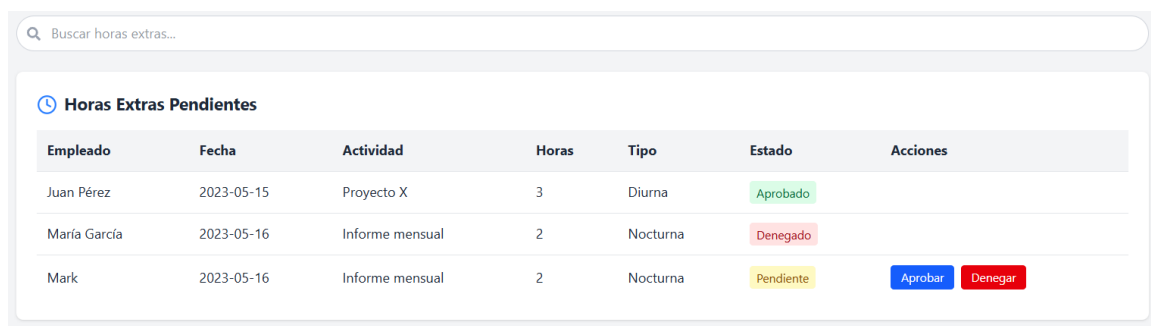 Buscar horas extras...
Horas Extras Pendientes
Empleado Fecha Actividad Horas Tipo Estado Acciones
Juan Pérez 2023-05-15 Proyecto X 3 Diurna Aprobado
María García 2023-05-16 Informe mensual 2 Nocturna Denegado
Mark 2023-05-16 Informe mensual 2 Nocturna Pendiente Aprobar Denegar